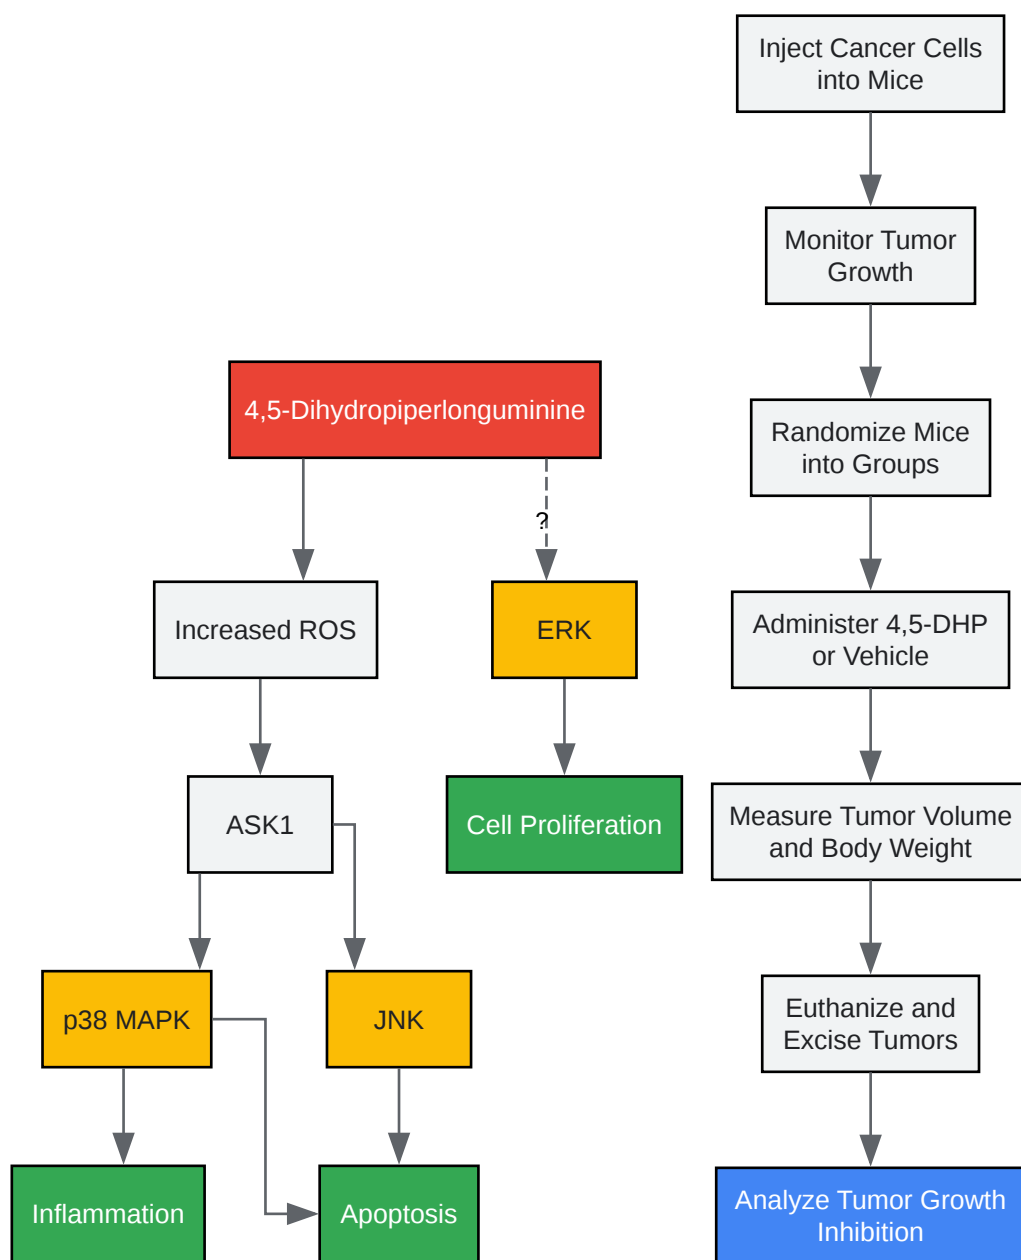 Inject Cancer Cells
into Mice
Monitor Tumor
Growth
Randomize Mice
into Groups
Administer 4,5-DHP
or Vehicle
Measure Tumor Volume
and Body Weight
Euthanize and
Excise Tumors
Analyze Tumor Growth
Inhibition
4,5-Dihydropiperlonguminine
?
Increased ROS
ERK
ASK1
Cell Proliferation
p38 MAPK
JNK
Inflammation
Apoptosis